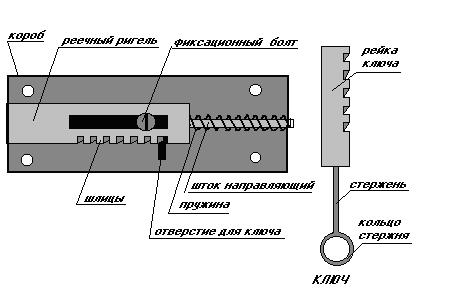 короб
реечный ригель
фиксационный болт
рейка
ключа
шлицы
шток направляющий
пружина
отверстие для ключа
стержень
кольцо
стержня
КЛЮЧ